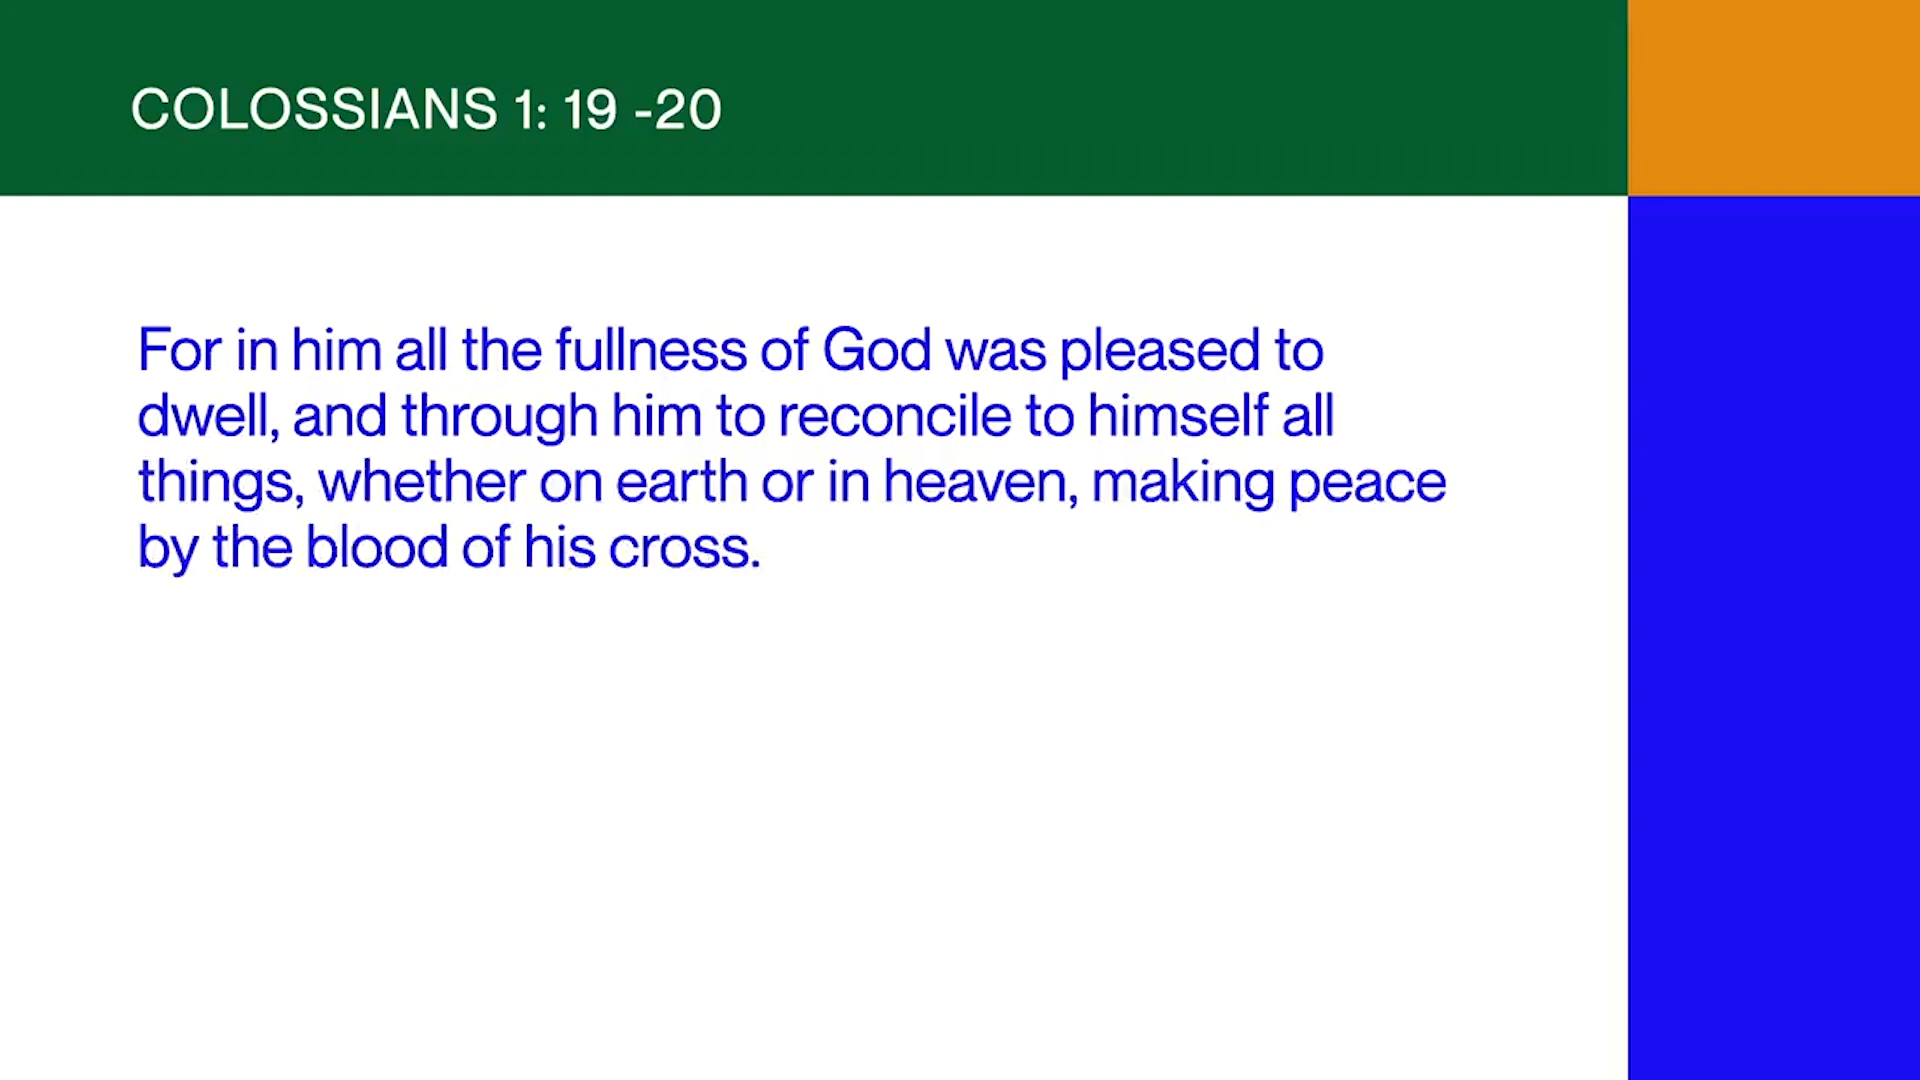 COLOSSIANS 1: 19 -20
For in him all the fullness of God was pleased to
dwell, and through him to reconcile to himself all
things, whether on earth or in heaven, making peace
by the blood of his cross.